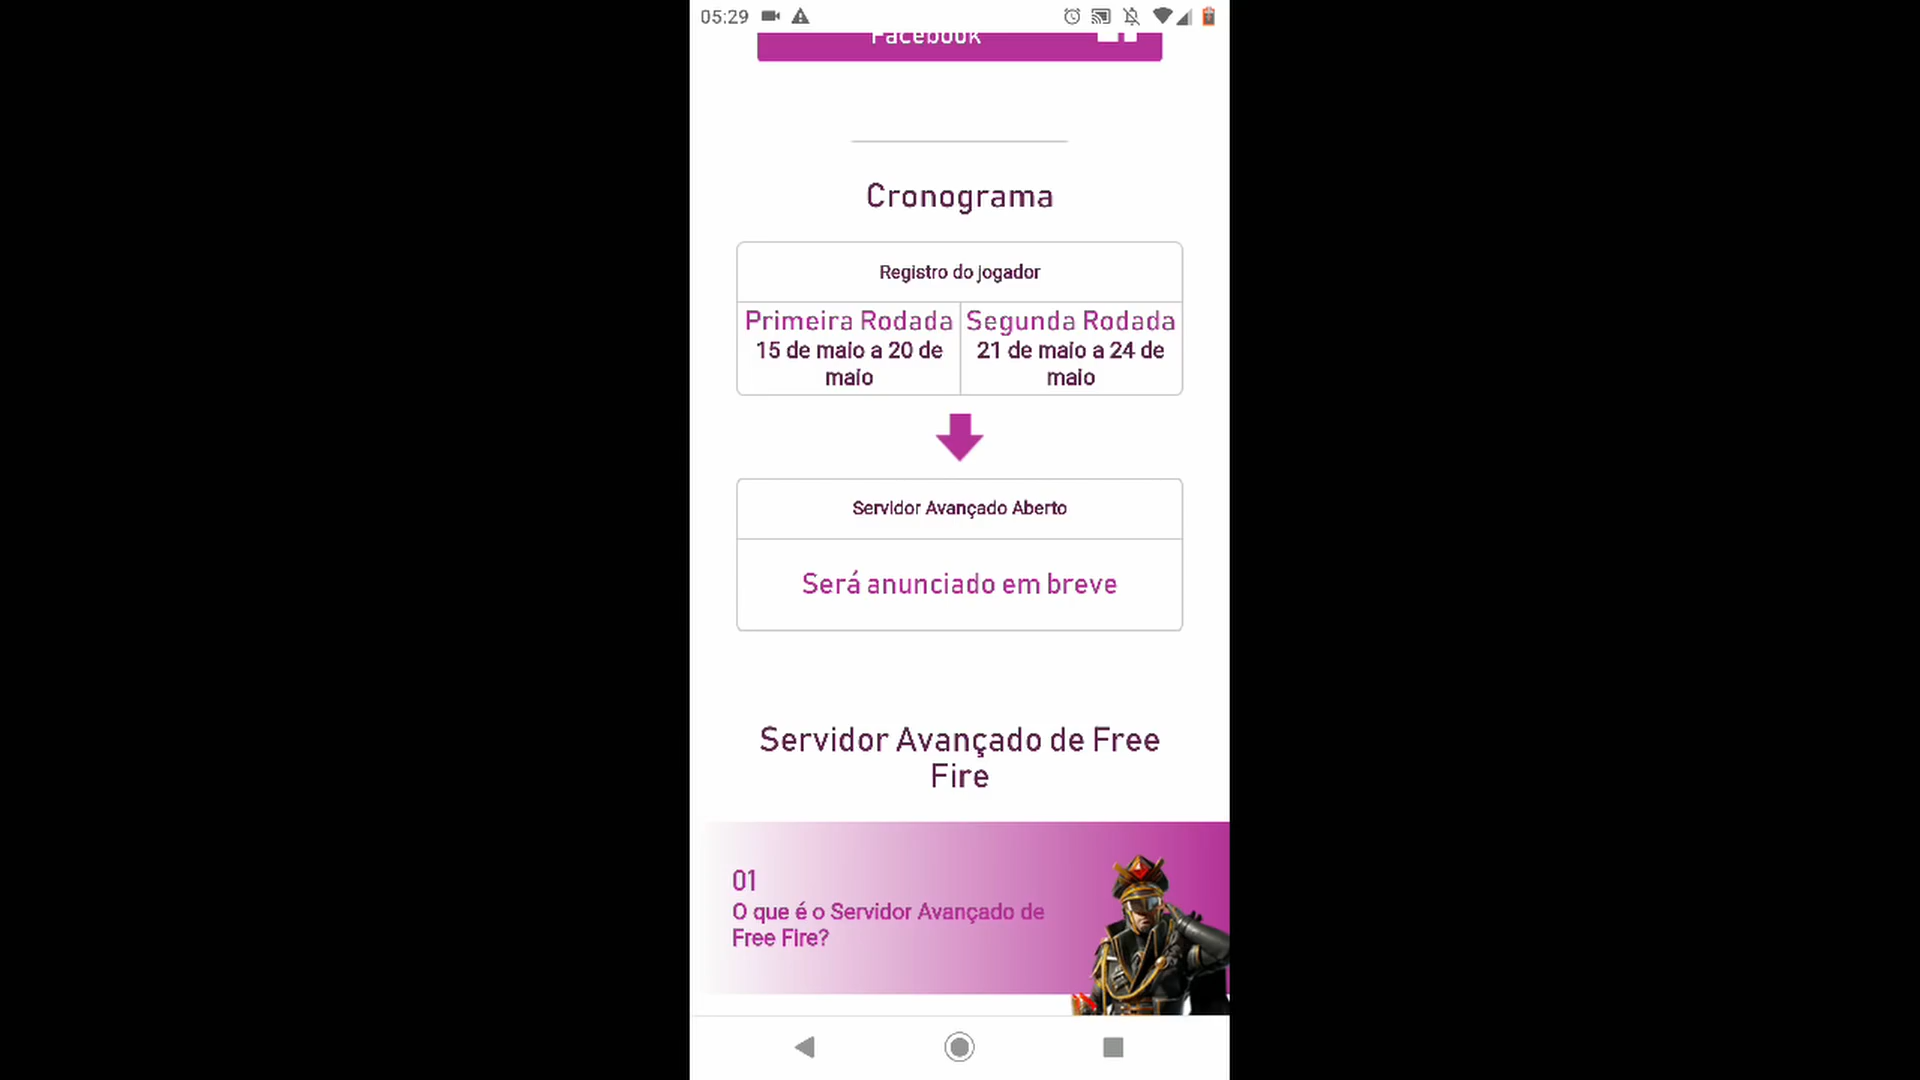 05:29
Facebook
Cronograma
Registro do jogador
Primeira Rodada
15 de maio a 20 de
maio
Segunda Rodada
21 de maio a 24 de
maio
Servidor Avançado Aberto
Será anunciado em breve
Servidor Avançado de Free
Fire
01
O que é o Servidor Avançado de
Free Fire?